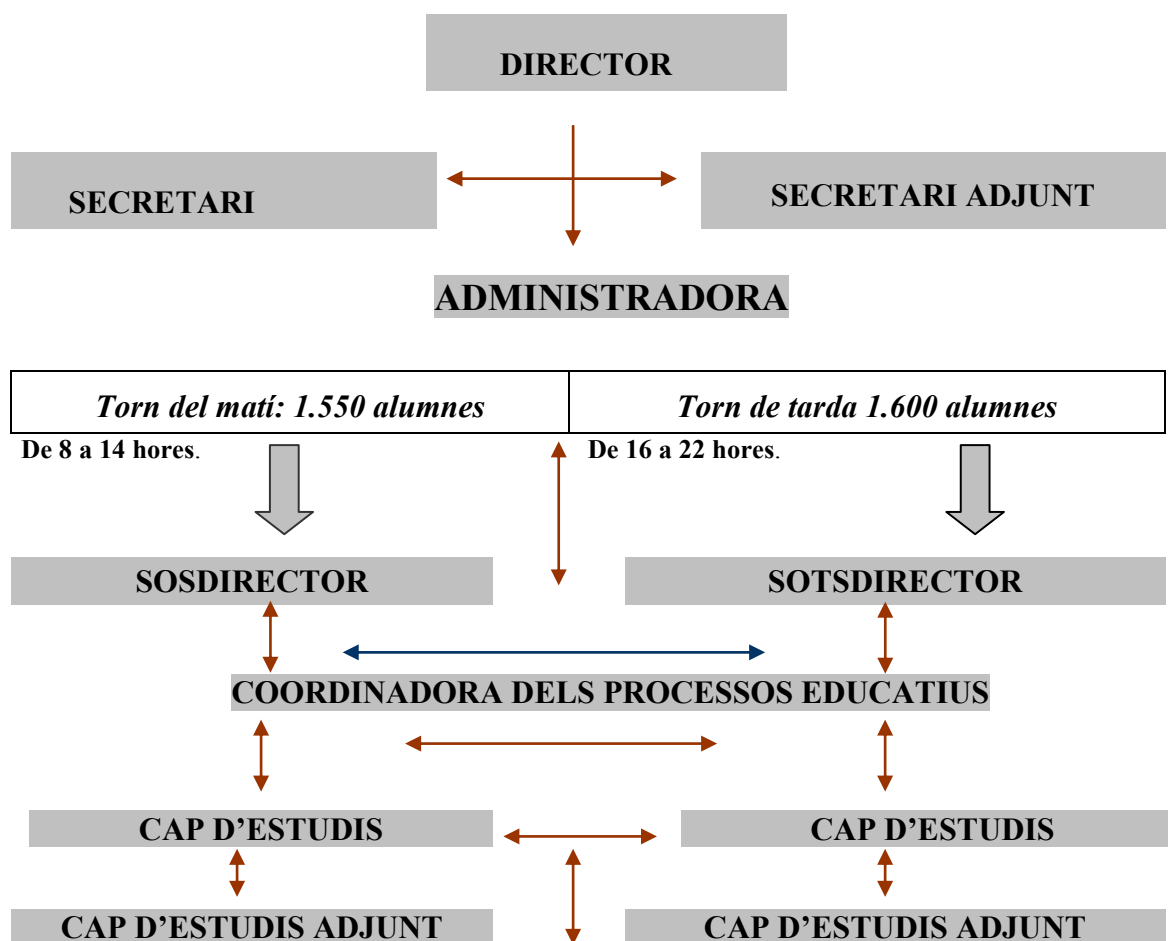 DIRECTOR
SECRETARI
SECRETARI ADJUNT
ADMINISTRADORA
Torn del matí: 1.550 alumnes
Torn de tarda 1.600 alumnes
De 8 a 14 hores.
De 16 a 22 hores.
SOSDIRECTOR
SOTSDIRECTOR
COORDINADORA DELS PROCESSOS EDUCATIUS
CAP D’ESTUDIS
CAP D’ESTUDIS
CAP D’ESTUDIS ADJUNT
CAP D’ESTUDIS ADJUNT